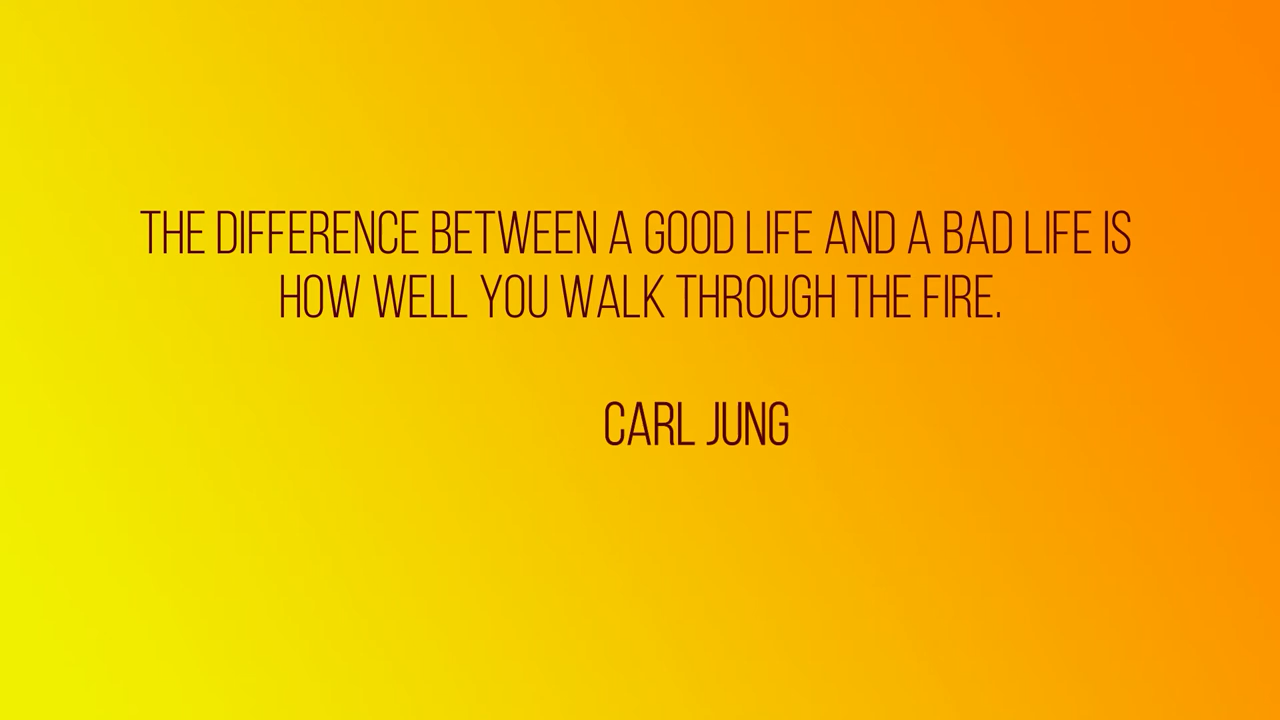 THE DIFFERENCE BETWEEN A GOOD LIFE AND A BAD LIFE IS
HOW WELL YOU WALK THROUGH THE FIRE.
CARL JUNG